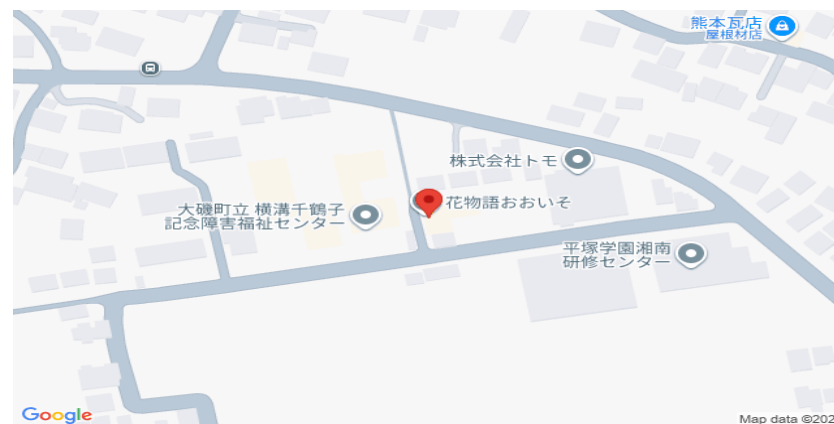 熊本瓦店
屋根材店
株式会社トモ
花物語おおいそ
大磯町立 横溝千鶴子
記念障害福祉センター
平塚学園湘南
研修センター
Google
Map data ©202